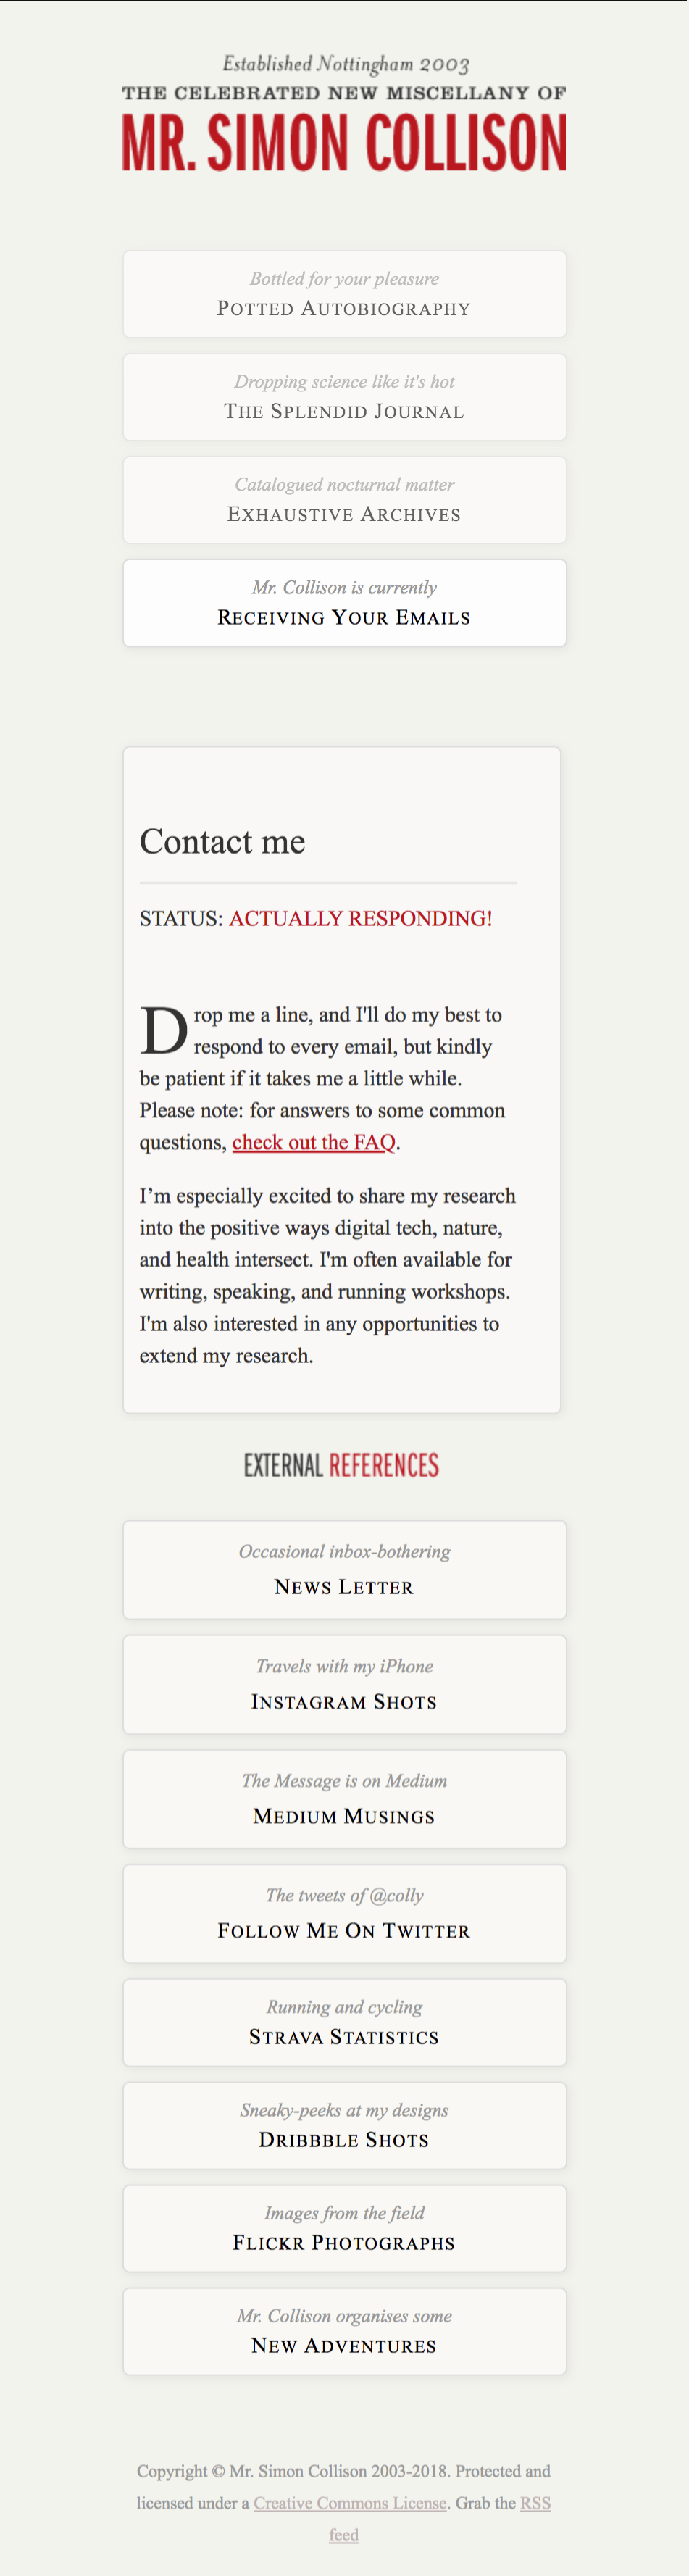 Established Nottingham 2003
THE CELEBRATED NEW MISCELLANY OF
MR. SIMON COLLISON
Bottled for your pleasure
POTTED AUTOBIOGRAPHY
Dropping science like it's hot
THE SPLENDID JOURNAL
Catalogued nocturnal matter
EXHAUSTIVE ARCHIVES
Mr. Collison is currently
RECEIVING YOUR EMAILS
Contact me
STATUS: ACTUALLY RESPONDING!
Drop me a line, and I'll do my best to
respond to every email, but kindly
be patient if it takes me a little while.
Please note: for answers to some common
questions, check out the FAQ.
I’m especially excited to share my research
into the positive ways digital tech, nature,
and health intersect. I'm often available for
writing, speaking, and running workshops.
I'm also interested in any opportunities to
extend my research.
EXTERNAL REFERENCES
Occasional inbox-bothering
NEWS LETTER
Travels with my iPhone
INSTAGRAM SHOTS
The Message is on Medium
MEDIUM MUSINGS
The tweets of @colly
FOLLOW ME ON TWITTER
Running and cycling
STRAVA STATISTICS
Sneaky-peeks at my designs
DRIBBBLE SHOTS
Images from the field
FLICKR PHOTOGRAPHS
Mr. Collison organises some
NEW ADVENTURES
Copyright © Mr. Simon Collison 2003-2018. Protected and
licensed under a Creative Commons License. Grab the RSS
feed